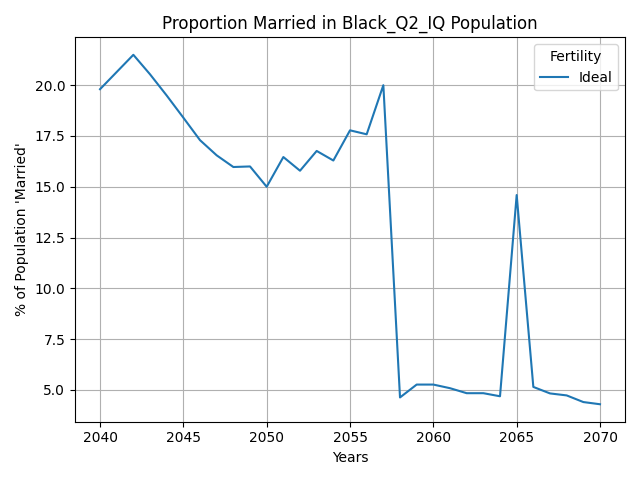 Proportion Married in Black_Q2_IQ Population
Fertility
Ideal
% of Population 'Married'
20.0
17.5
15.0
12.5
10.0
7.5
5.0
2040
2045
2050
2055
2060
2065
2070
Years